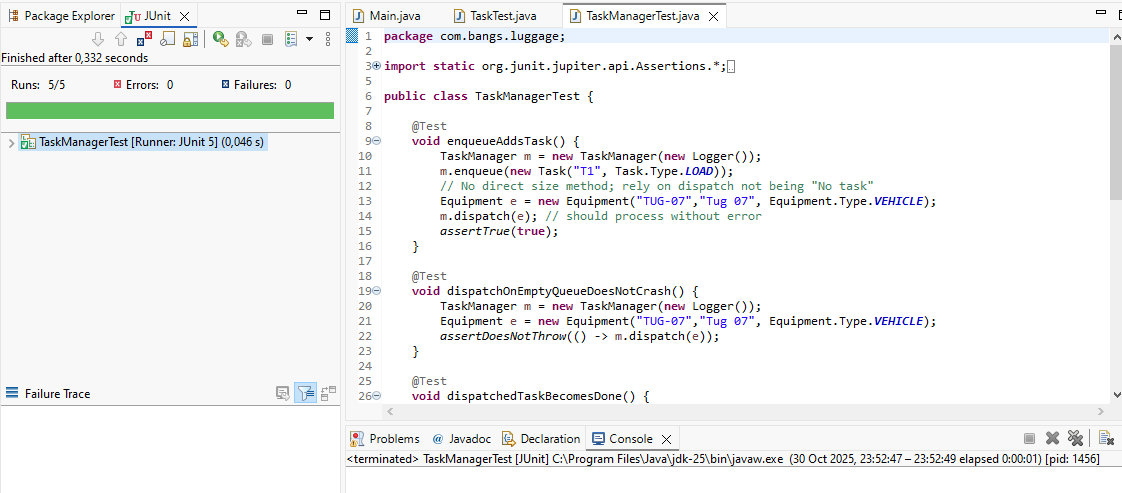 Package Explorer
JUnit
Finished after 0,332 seconds
Runs: 5/5
Errors: 0
Failures: 0
TaskManagerTest [Runner: JUnit 5] (0,046 s)
Failure Trace
Main.java
TaskTest.java
TaskManagerTest.java
1 package com.bangs.luggage;
2
3 import static org.junit.jupiter.api.Assertions.*;
5
6 public class TaskManagerTest {
7
8 @Test
9 void enqueueAddsTask() {
10 TaskManager m = new TaskManager(new Logger());
11 m.enqueue(new Task("T1", Task.Type.LOAD));
12 // No direct size method; rely on dispatch not being "No task"
13 Equipment e = new Equipment("TUG-07","Tug 07", Equipment.Type.VEHICLE);
14 m.dispatch(e); // should process without error
15 assertTrue(true);
16 }
17
18 @Test
19 void dispatchOnEmptyQueueDoesNotCrash() {
20 TaskManager m = new TaskManager(new Logger());
21 Equipment e = new Equipment("TUG-07","Tug 07", Equipment.Type.VEHICLE);
22 assertDoesNotThrow(() -> m.dispatch(e));
23 }
24
25 @Test
26 void dispatchedTaskBecomesDone() {
Problems
@ Javadoc
Declaration
Console
<terminated> TaskManagerTest [JUnit] C:\Program Files\Java\jdk-25\bin\javaw.exe (30 Oct 2025, 23:52:47 – 23:52:49 elapsed 0:00:01) [pid: 1456]